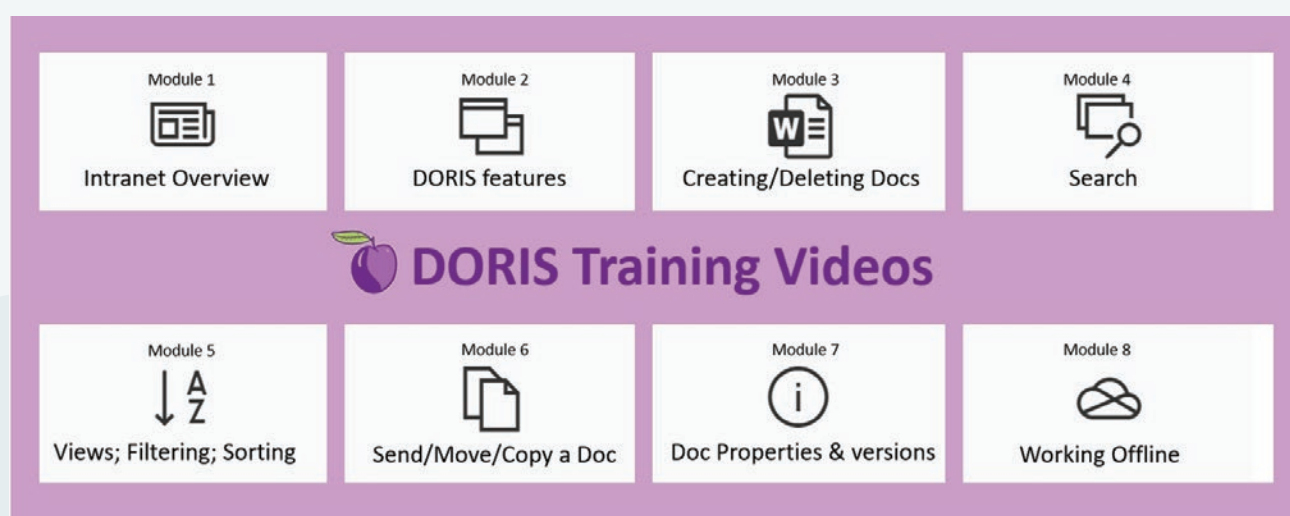 Module 1
Intranet Overview
Module 2
DORIS features
Module 3
W
Creating/Deleting Docs
Module 4
Search
DORIS Training Videos
Module 5
A
Z
Views; Filtering; Sorting
Module 6
Send/Move/Copy a Doc
Module 7
i
Doc Properties & versions
Module 8
Working Offline